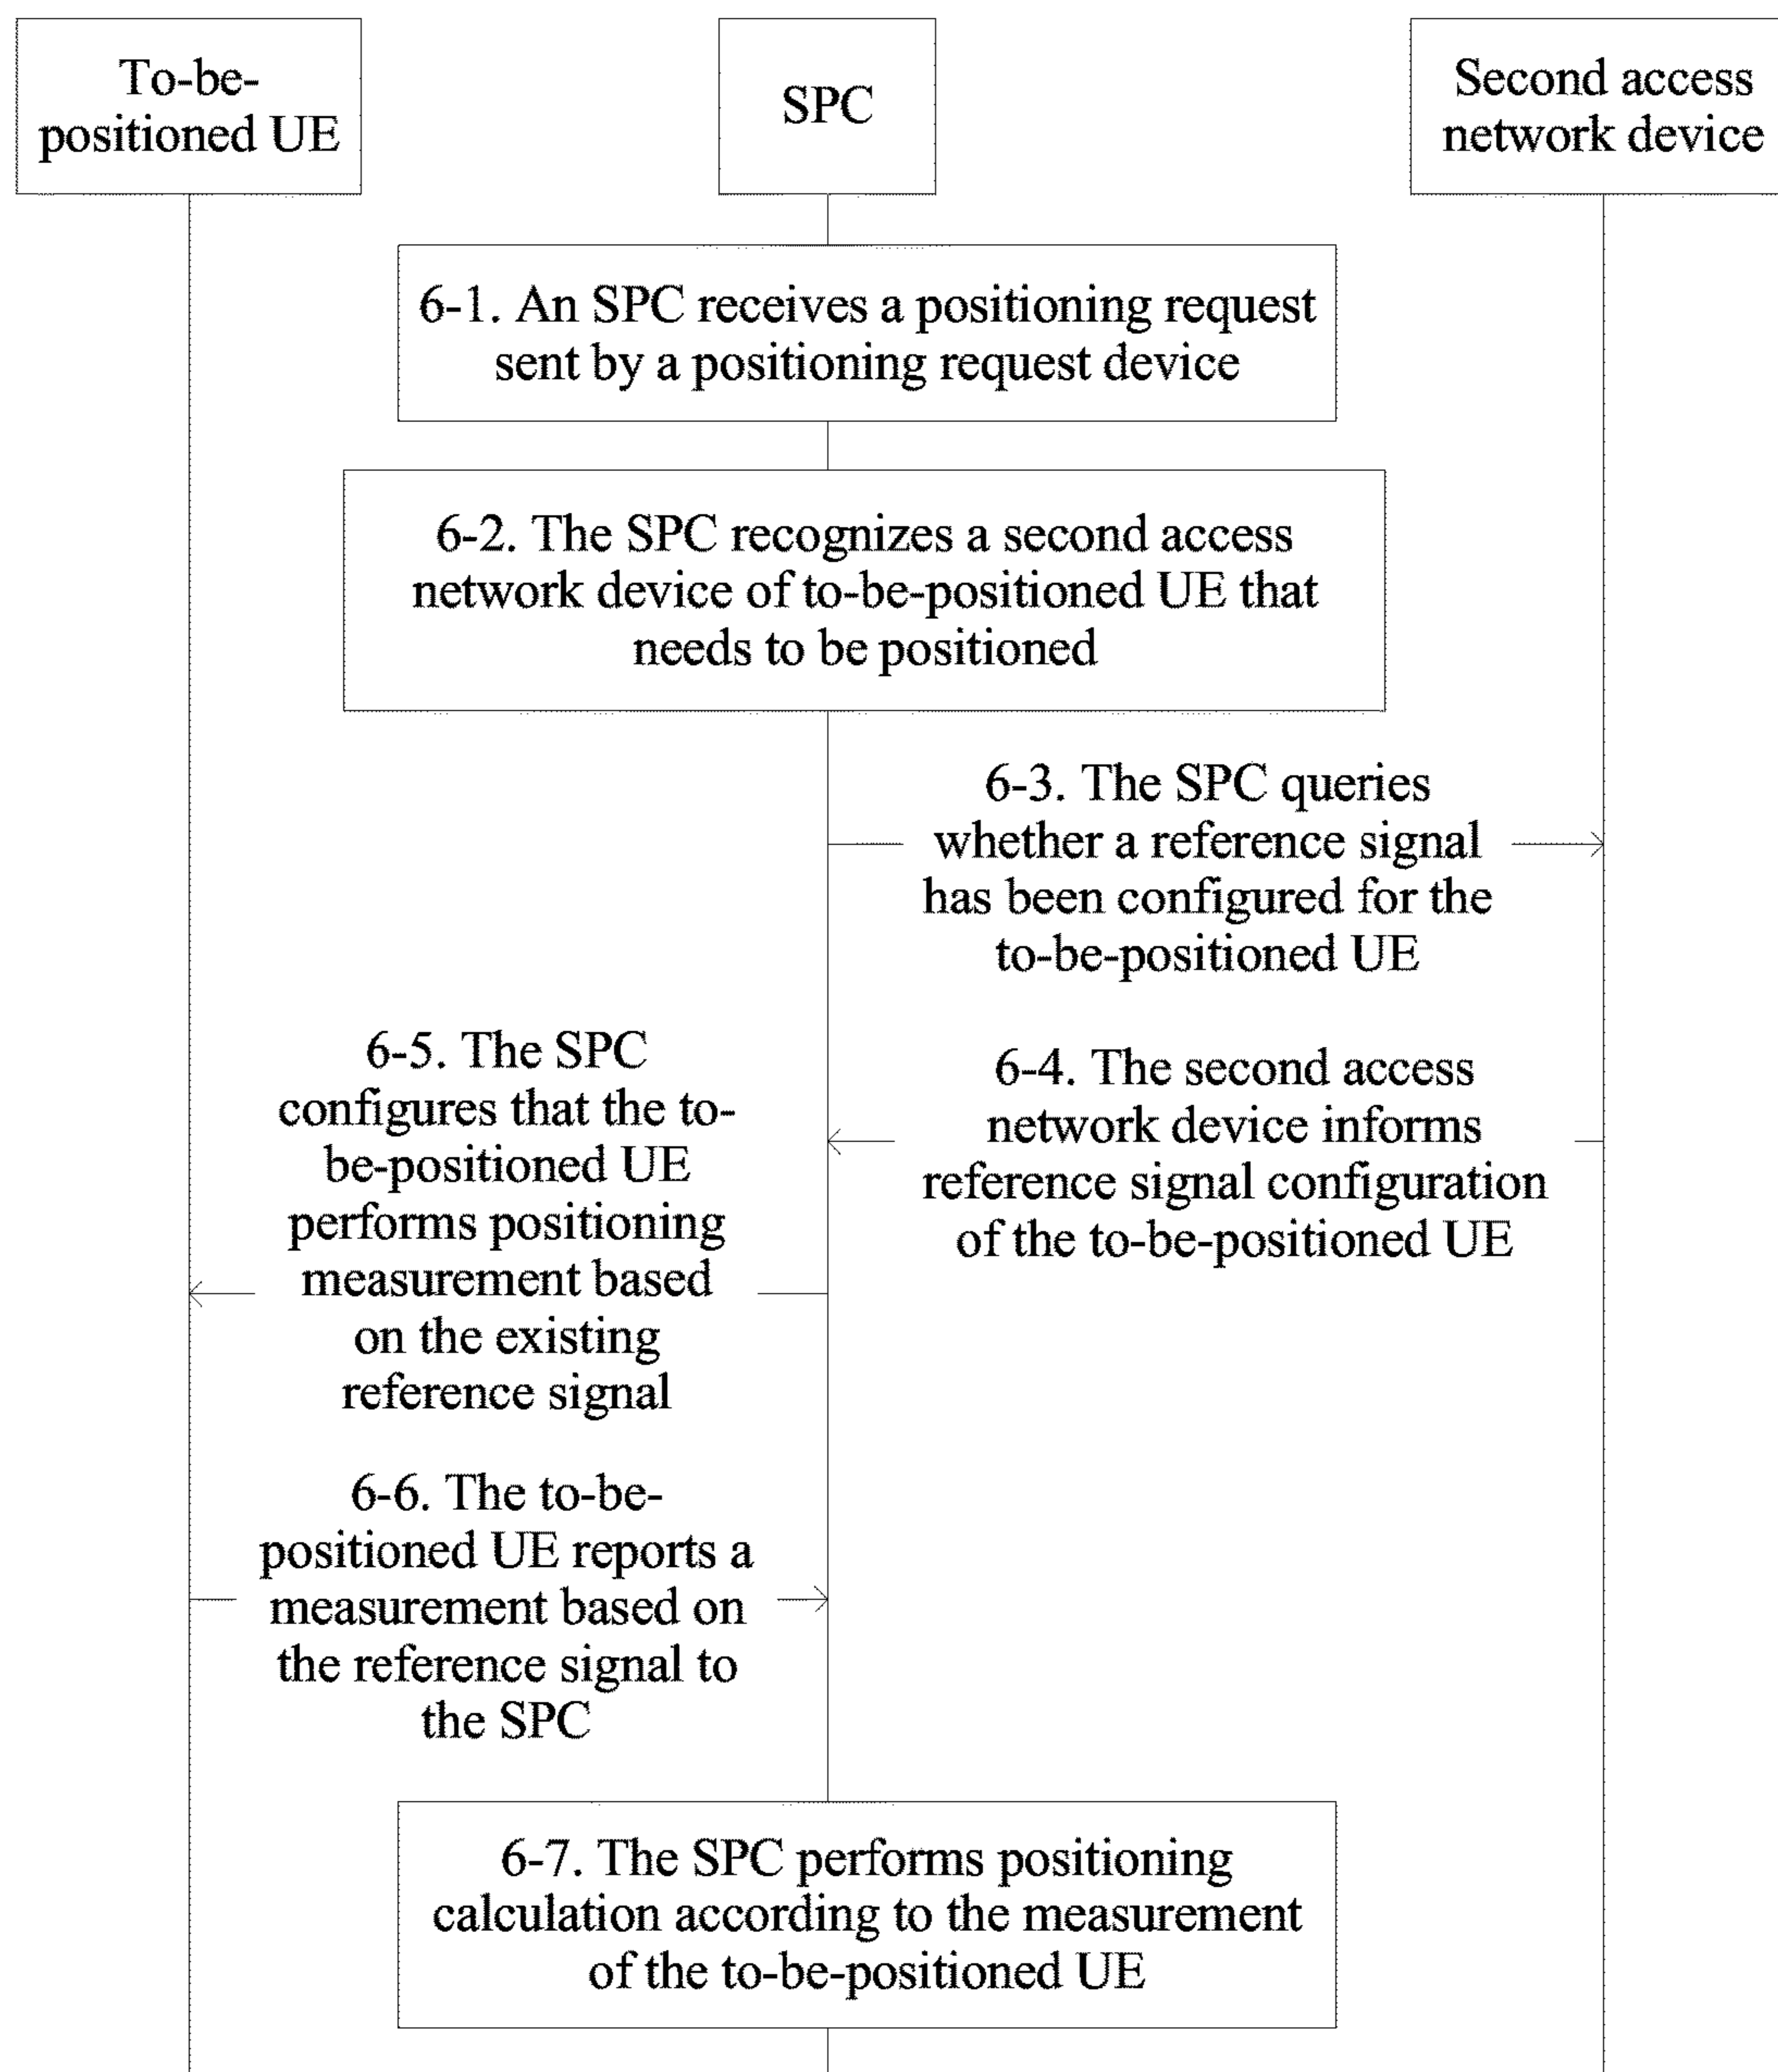 To-be-
positioned UE
SPC
Second access
network device
6-1. An SPC receives a positioning request
sent by a positioning request device
6-2. The SPC recognizes a second access
network device of to-be-positioned UE that
needs to be positioned
6-3. The SPC queries
whether a reference signal
has been configured for the
to-be-positioned UE
6-4. The second access
network device informs
reference signal configuration
of the to-be-positioned UE
6-5. The SPC
configures that the to-
be-positioned UE
performs positioning
measurement based
on the existing
reference signal
6-6. The to-be-
positioned UE reports a
measurement based on
the reference signal to
the SPC
6-7. The SPC performs positioning
calculation according to the measurement
of the to-be-positioned UE